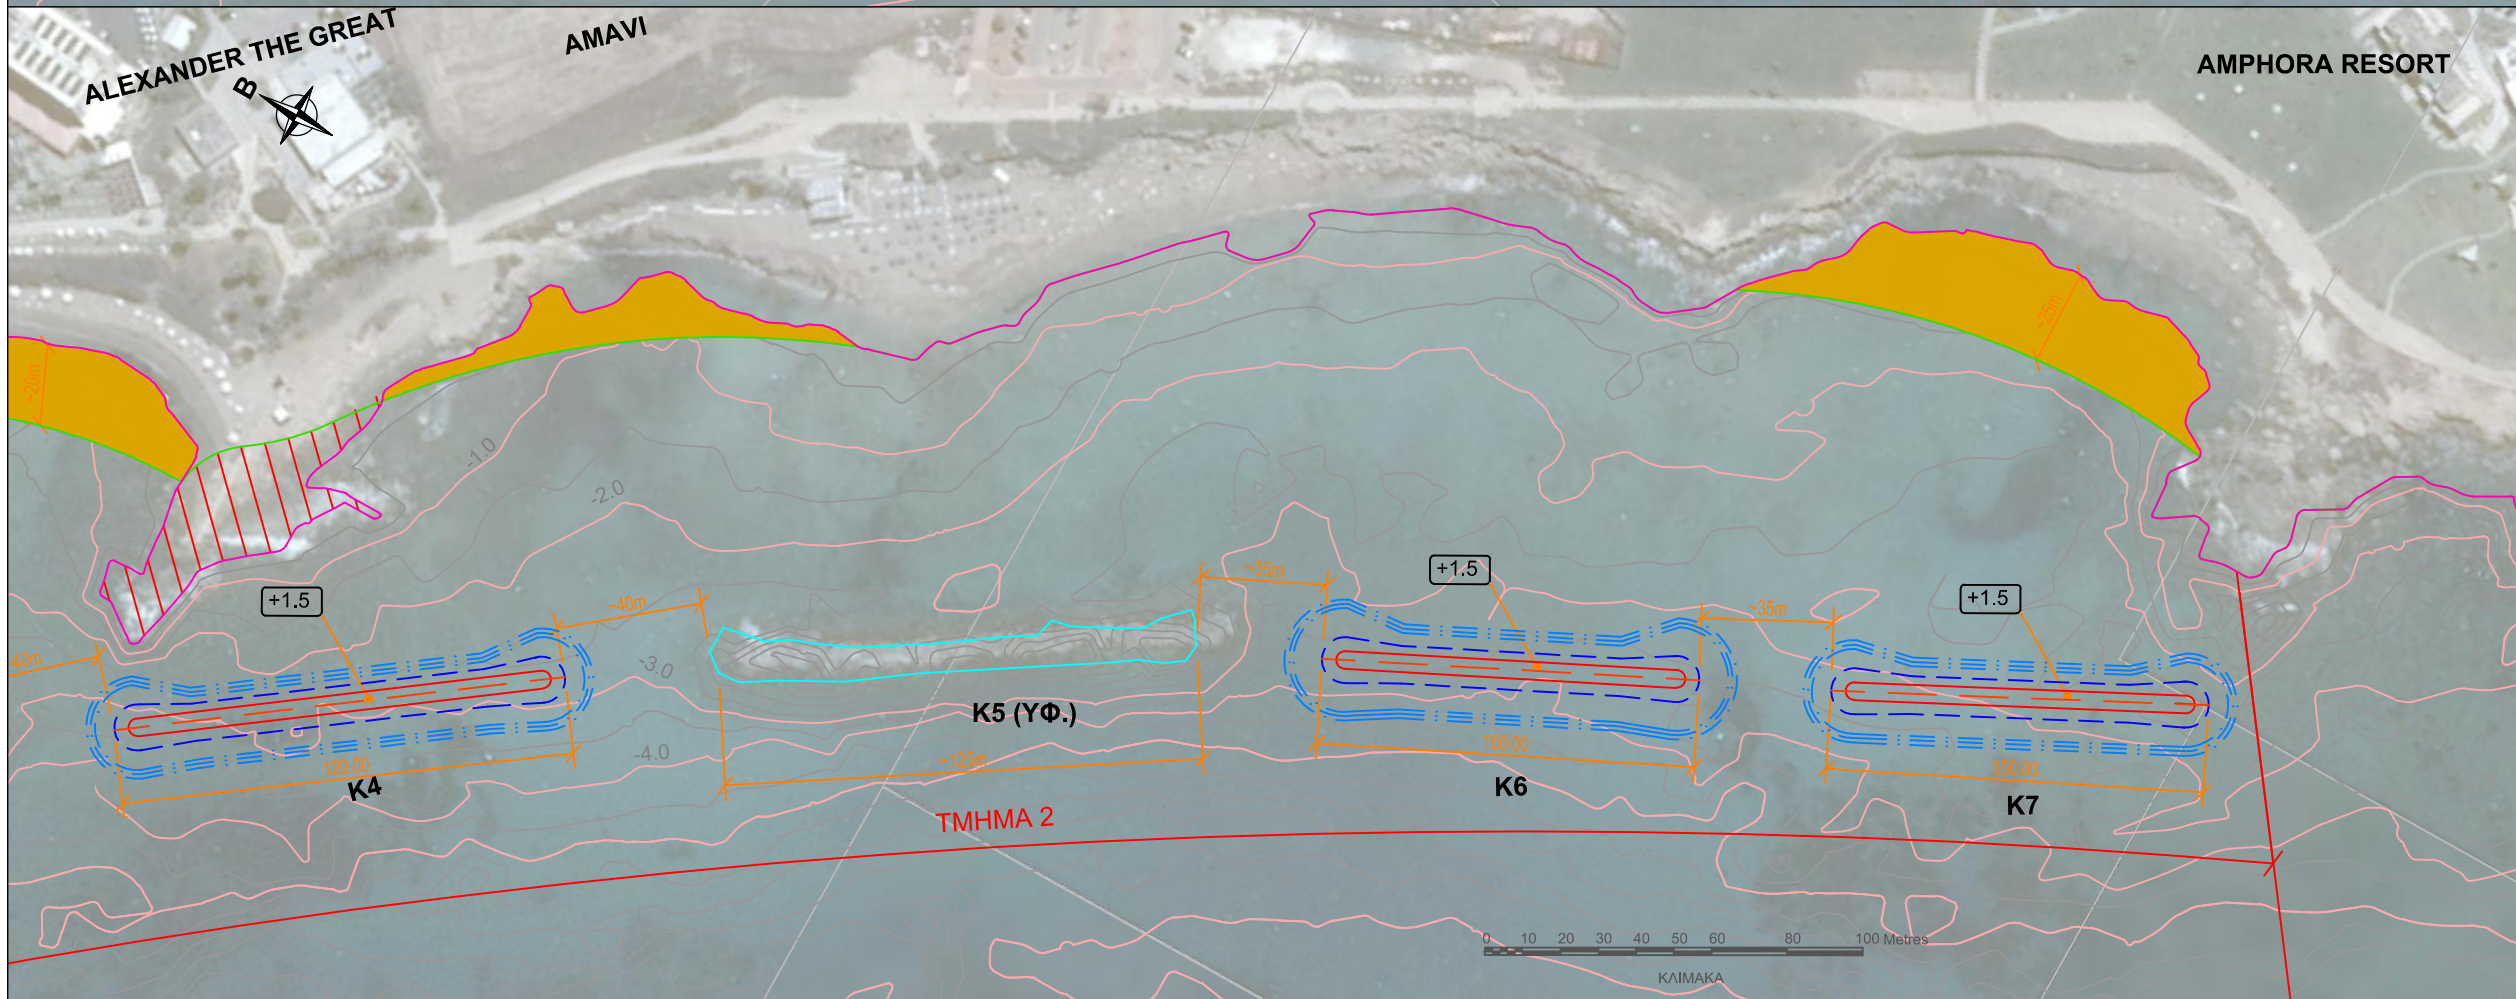 ALEXANDER THE GREAT
B
AMAVI
AMPHORA RESORT
~20m
~25m
-1.0
-2.0
-3.0
-4.0
+1.5
+1.5
+1.5
~40m
~40m
~35m
~35m
120.00
~125m
100.00
100.00
K4
K5 (ΥΦ.)
K6
K7
ΤΜΗΜΑ 2
0 10 20 30 40 50 60 80 100 Metres
ΚΛΙΜΑΚΑ